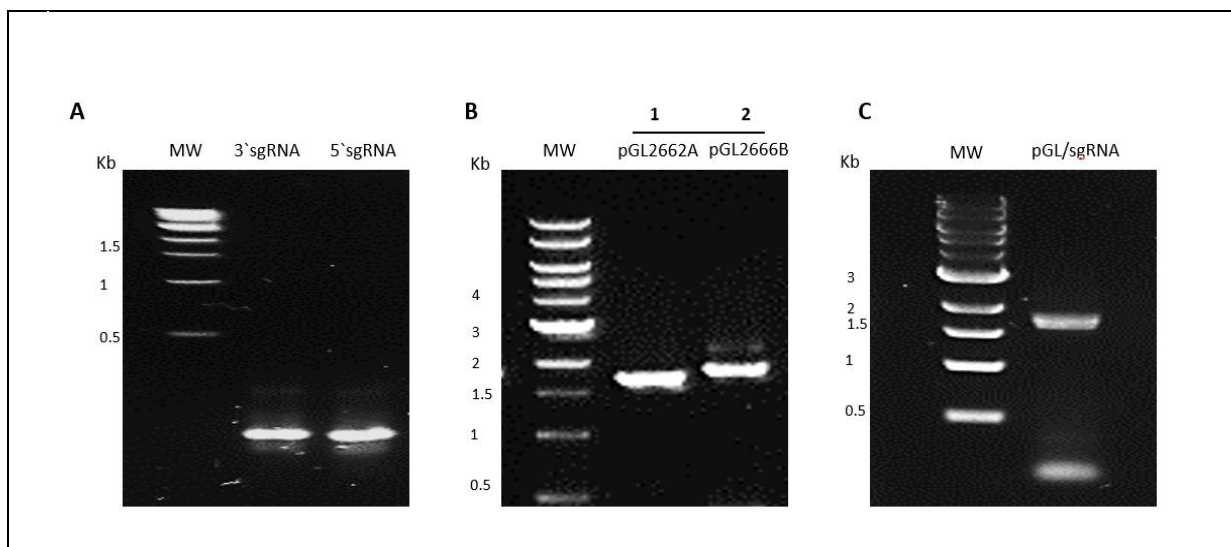 A
Kb
MW 3`sgRNA 5`sgRNA
1.5
1
0.5
B
1 2
Kb
MW pGL2662A pGL2666B
4
3
2
1.5
1
0.5
C
Kb
MW pGL/sgRNA
3
2
1.5
1
0.5